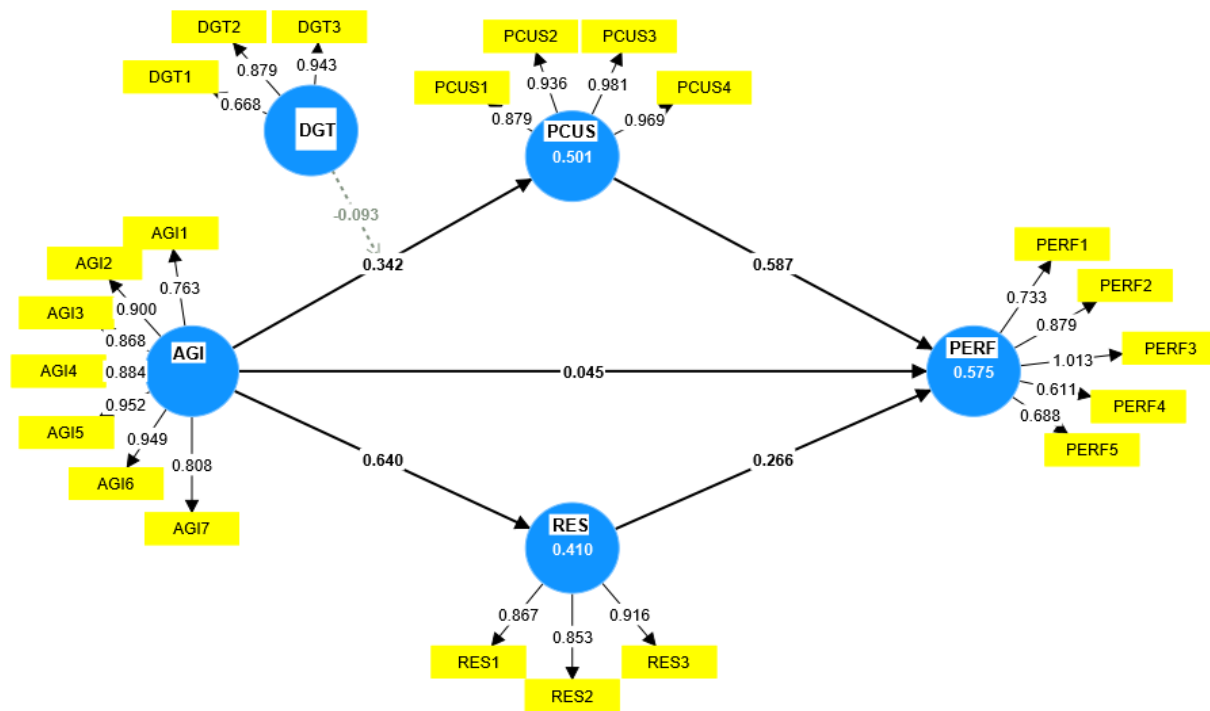 DGT2
DGT3
DGT1
0.879
0.943
0.668
DGT
-0.093
PCUS2
PCUS3
PCUS1
PCUS4
0.936
0.981
0.879
0.969
PCUS
0.501
AGI1
AGI2
AGI3
AGI4
AGI5
AGI6
AGI7
0.763
0.900
0.868
0.884
0.952
0.949
0.808
AGI
0.342
0.587
0.045
0.640
0.266
PERF
0.575
PERF1
PERF2
PERF3
PERF4
PERF5
0.733
0.879
1.013
0.611
0.688
RES
0.410
0.867
0.853
0.916
RES1
RES2
RES3